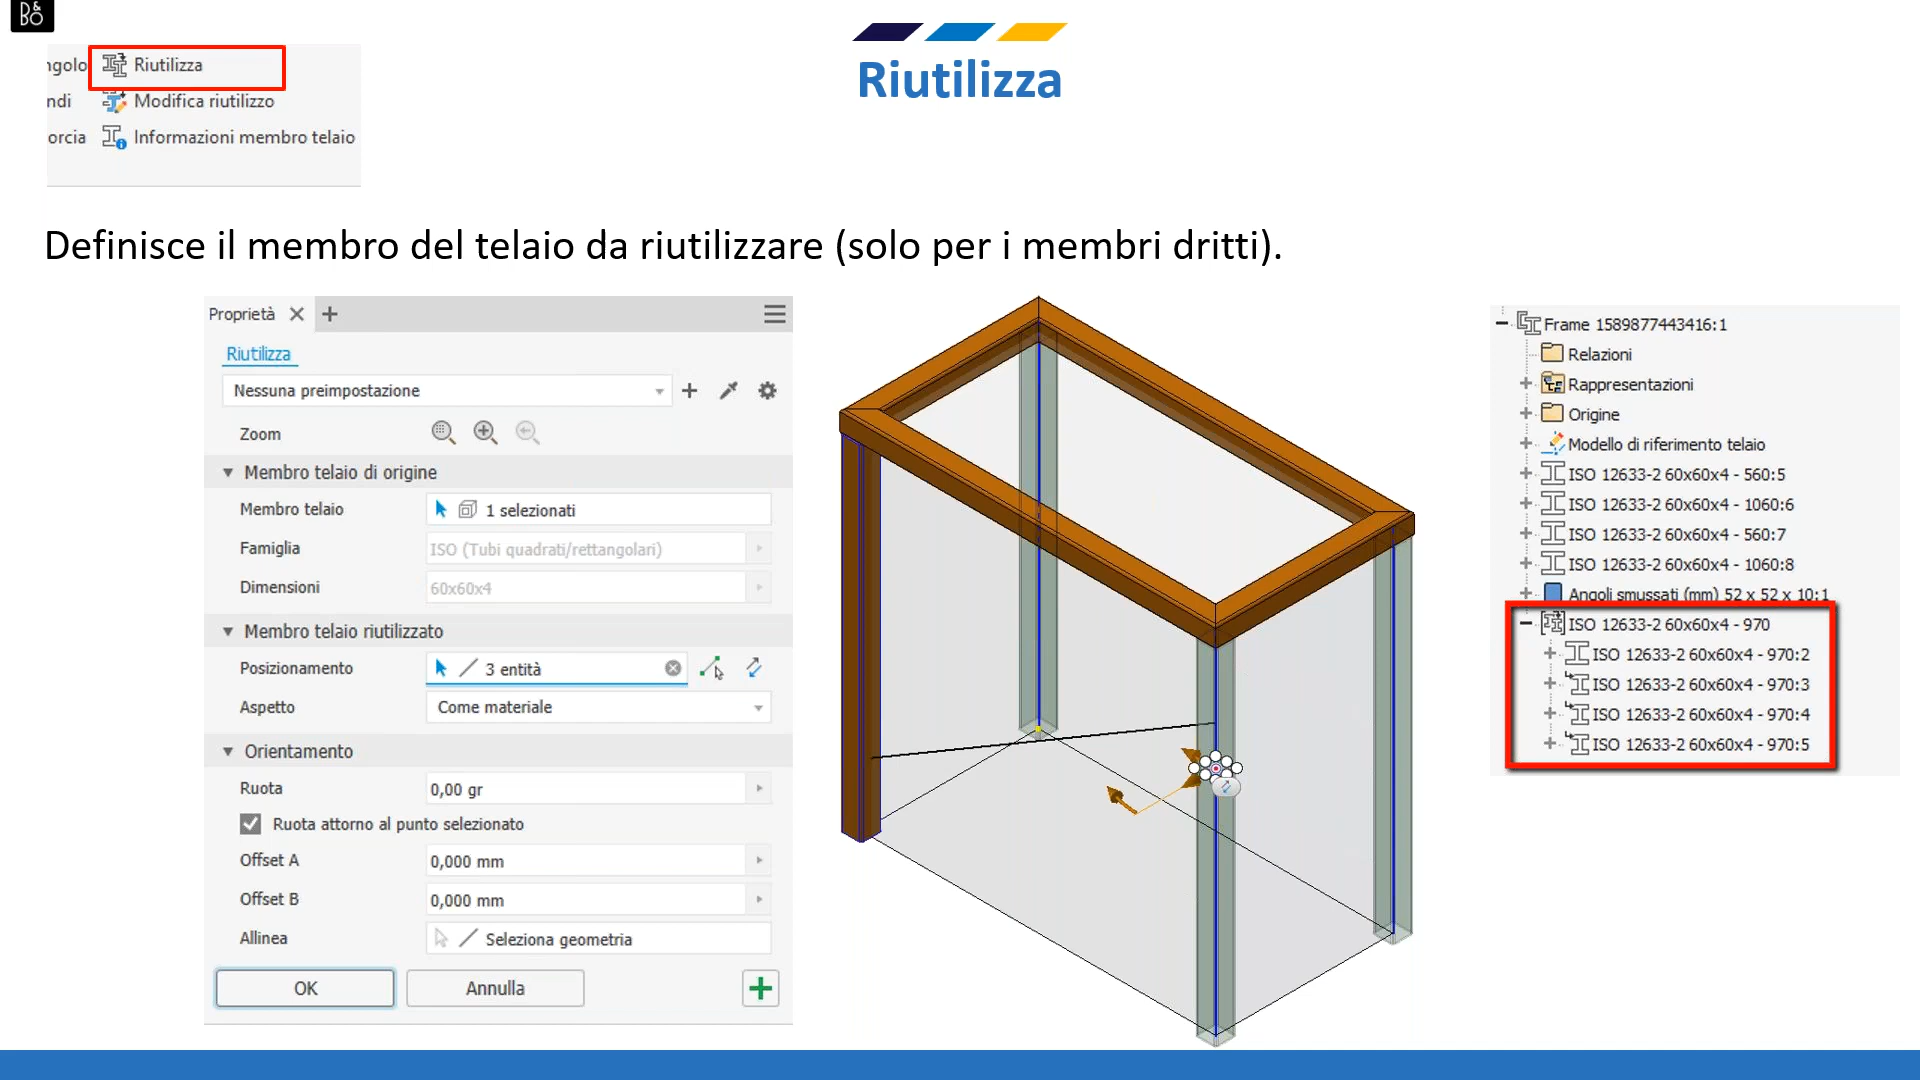 B&O
ngolo
Riutilizza
ndi
Modifica riutilizzo
orcia
Informazioni membro telaio
Riutilizza
Definisce il membro del telaio da riutilizzare (solo per i membri dritti).
Proprietà
Riutilizza
Nessuna preimpostazione
Zoom
Membro telaio di origine
Membro telaio
1 selezionati
Famiglia
ISO (Tubi quadrati/rettangolari)
Dimensioni
60x60x4
Membro telaio riutilizzato
Posizionamento
3 entità
Aspetto
Come materiale
Orientamento
Ruota
0,00 gr
Ruota attorno al punto selezionato
Offset A
0,000 mm
Offset B
0,000 mm
Allinea
Seleziona geometria
OK
Annulla
Frame 1589877443416:1
Relazioni
Rappresentazioni
Origine
Modello di riferimento telaio
ISO 12633-2 60x60x4 - 560:5
ISO 12633-2 60x60x4 - 1060:6
ISO 12633-2 60x60x4 - 560:7
ISO 12633-2 60x60x4 - 1060:8
Angoli smussati (mm) 52 x 52 x 10:1
ISO 12633-2 60x60x4 - 970
ISO 12633-2 60x60x4 - 970:2
ISO 12633-2 60x60x4 - 970:3
ISO 12633-2 60x60x4 - 970:4
ISO 12633-2 60x60x4 - 970:5